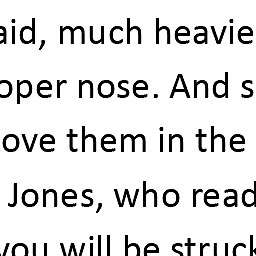 aid, much heavie
oper nose. And s
ove them in the
Jones, who read
you will be struck